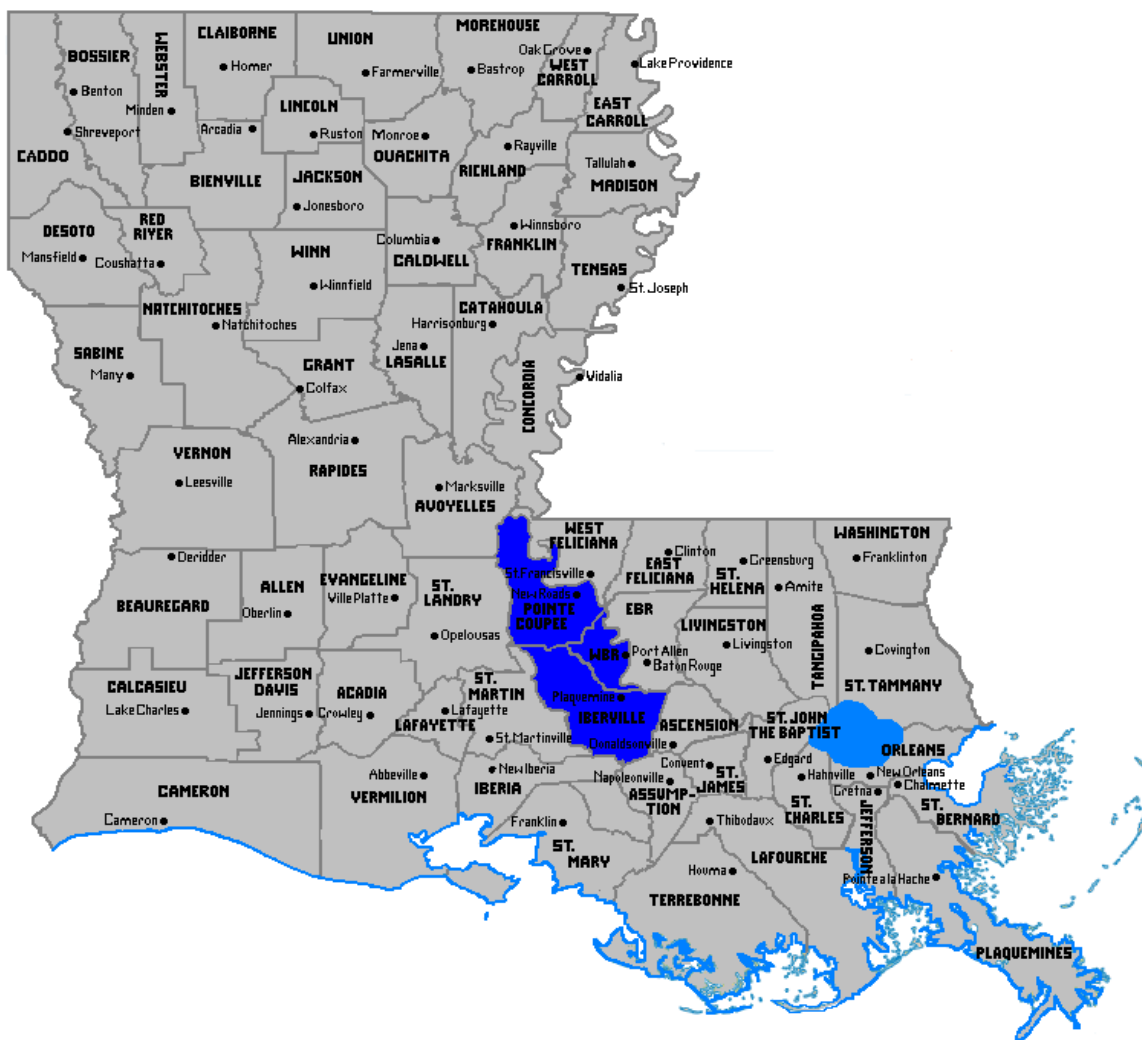 MOREHOUSE
CLAIBORNE
UNION
WEBSTER
BOSSIER
Oak Grove
WEST
CARROLL
Lake Providence
Homer
Farmerville
Bastrop
Benton
Minden
LINCOLN
EAST
CARROLL
Shreveport
Arcadia
Ruston
Monroe
OUACHITA
Rayville
CADDO
RICHLAND
Tallulah
MADISON
BIENVILLE
JACKSON
Jonesboro
RED
RIVER
DESOTO
Winnsboro
FRANKLIN
Columbia
CALDWELL
WINN
Mansfield
Coushatta
TENSAS
Winnfield
St. Joseph
NATCHITOCHES
Natchitoches
CATAHOULA
Harrisonburg
SABINE
Many
GRANT
Colfax
Jena
LASALLE
CONCORDIA
Vidalia
Alexandria
RAPIDES
VERNON
Leesville
Marksville
AVOYELLES
WEST
FELICIANA
WASHINGTON
Franklinton
Deridder
Clinton
EAST
FELICIANA
Greensburg
ST.
HELENA
Amite
St. Francisville
New Roads
POINTE
COUPEE
EVANGELINE
Ville Platte
ALLEN
Oberlin
ST.
LANDRY
BEAUREGARD
EBR
LIVINGSTON
Livingston
TANGIPAHOA
Opelousas
WBR
Port Allen
Baton Rouge
Covington
ST. TAMMANY
JEFFERSON
DAVIS
Jennings
ACADIA
Crowley
ST.
MARTIN
CALCASIEU
Lake Charles
Lafayette
LAFAYETTE
Plaquemine
IBERVILLE
ASCENSION
ST. JOHN
THE BAPTIST
St. Martinville
Donaldsonville
ORLEANS
Edgard
Convent
ST.
JAMES
New Iberia
IBERIA
Napoleonville
ASSUMP-
TION
Hahnville
New Orleans
Chalmette
Gretna
Abbeville
VERMILION
CAMERON
Cameron
ST.
CHARLES
JEFFERSON
ST.
BERNARD
Franklin
ST.
MARY
Thibodaux
LAFOURCHE
Houma
TERREBONNE
Pointe a la Hache
PLAQUEMINES